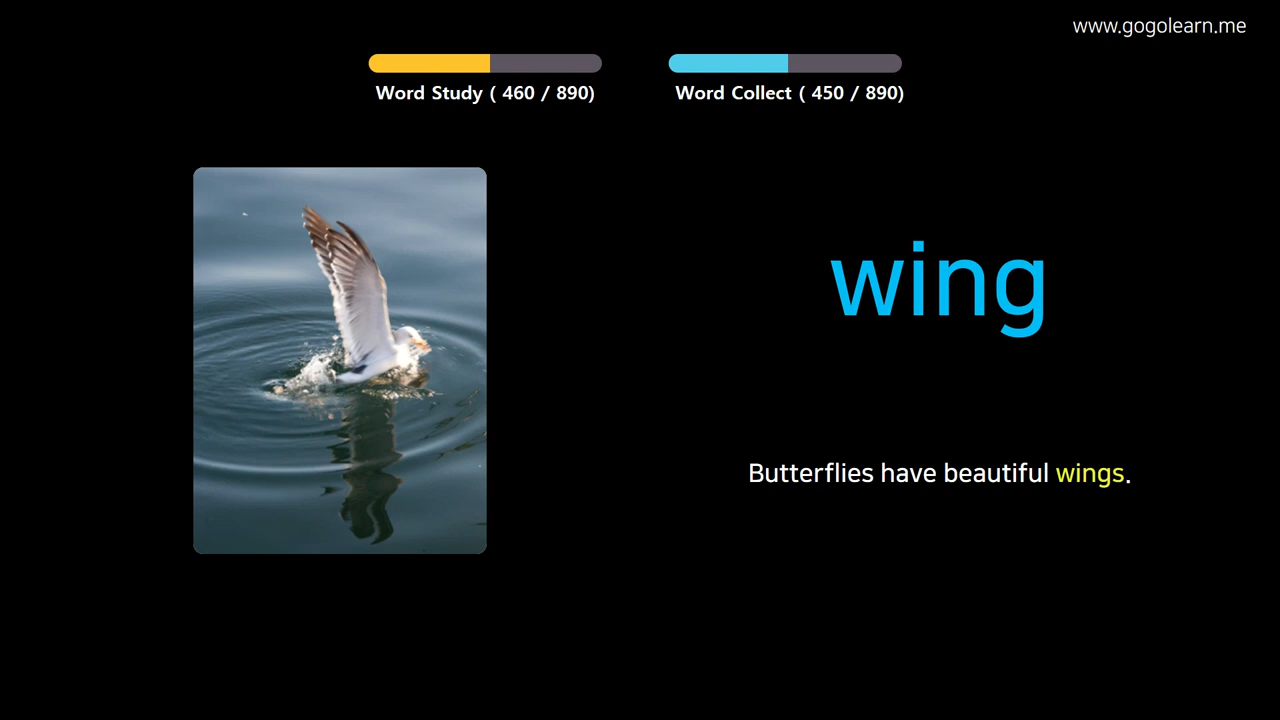 www.gogolearn.me
Word Study ( 460 / 890)
Word Collect ( 450 / 890)
wing
Butterflies have beautiful wings.